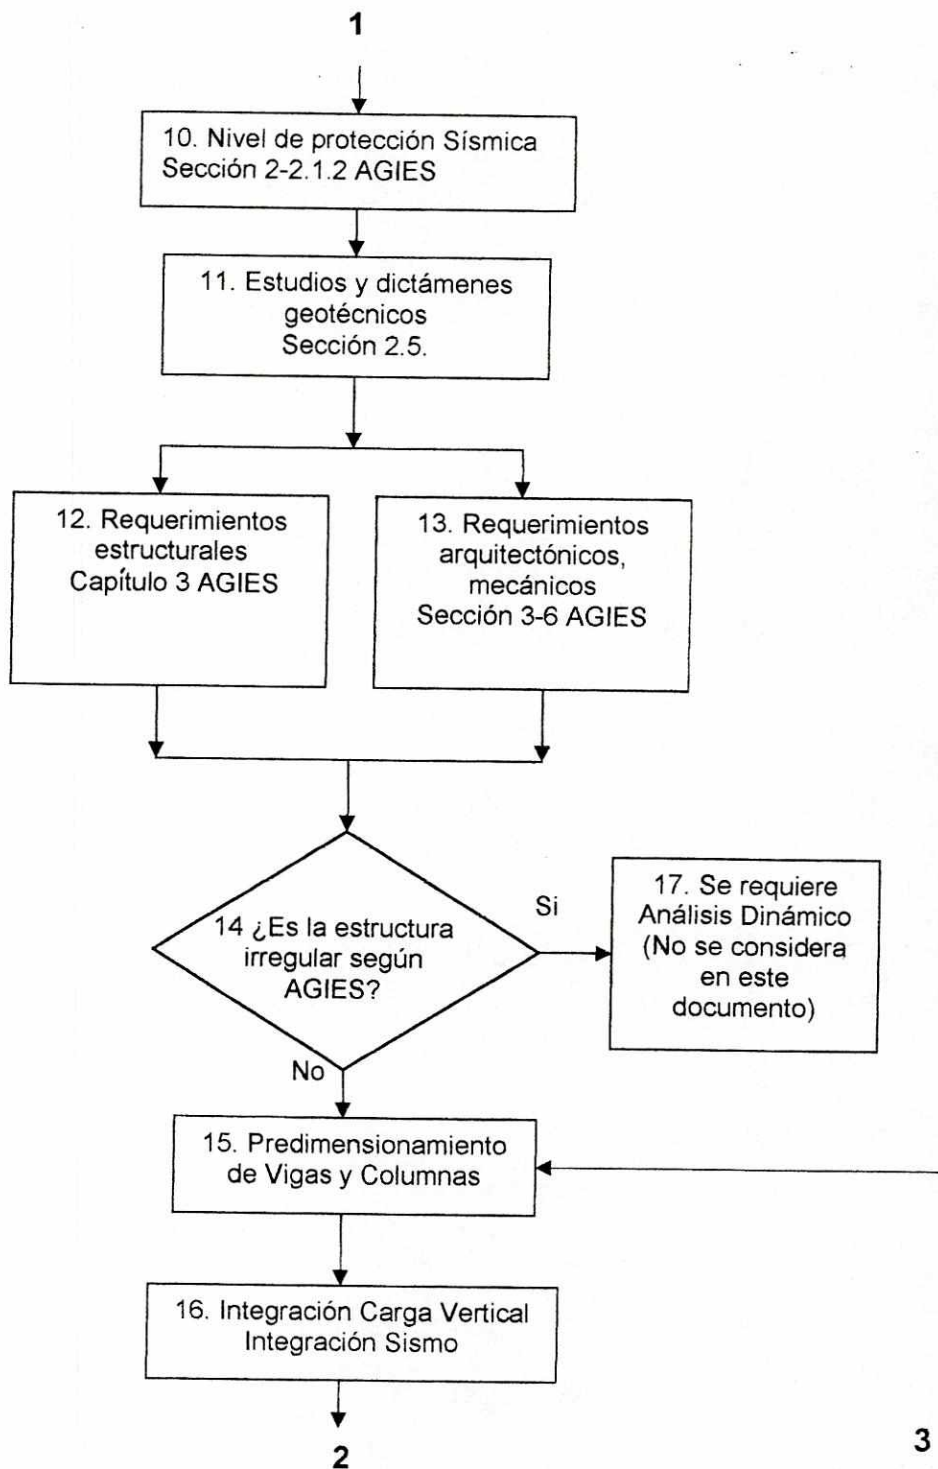 1
10. Nivel de protección Sísmica
Sección 2-2.1.2 AGIES
11. Estudios y dictámenes
geotécnicos
Sección 2.5.
12. Requerimientos
estructurales
Capítulo 3 AGIES
13. Requerimientos
arquitectónicos,
mecánicos
Sección 3-6 AGIES
14 ¿Es la estructura
irregular según
AGIES?
Si
17. Se requiere
Análisis Dinámico
(No se considera
en este
documento)
No
15. Predimensionamiento
de Vigas y Columnas
16. Integración Carga Vertical
Integración Sismo
2
3